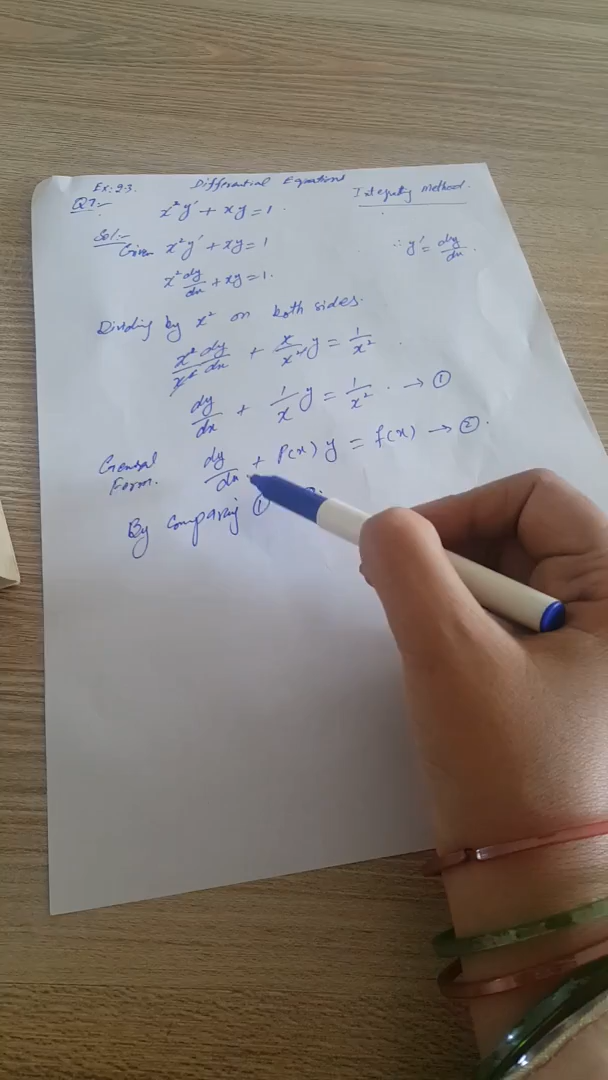 Ex: 9.3. Differential Equations
Q7:- x²y' + xy = 1. Integrating method.
Sol:- Given x²y' + xy = 1 ∴ y' = dy/dx.
x² dy/dx + xy = 1.
Dividing by x² on both sides.
x²/x² dy/dx + x/x² y = 1/x².
dy/dx + 1/x y = 1/x². → ①
General Form. dy/dx + P(x) y = f(x) → ②.
By Comparing ①